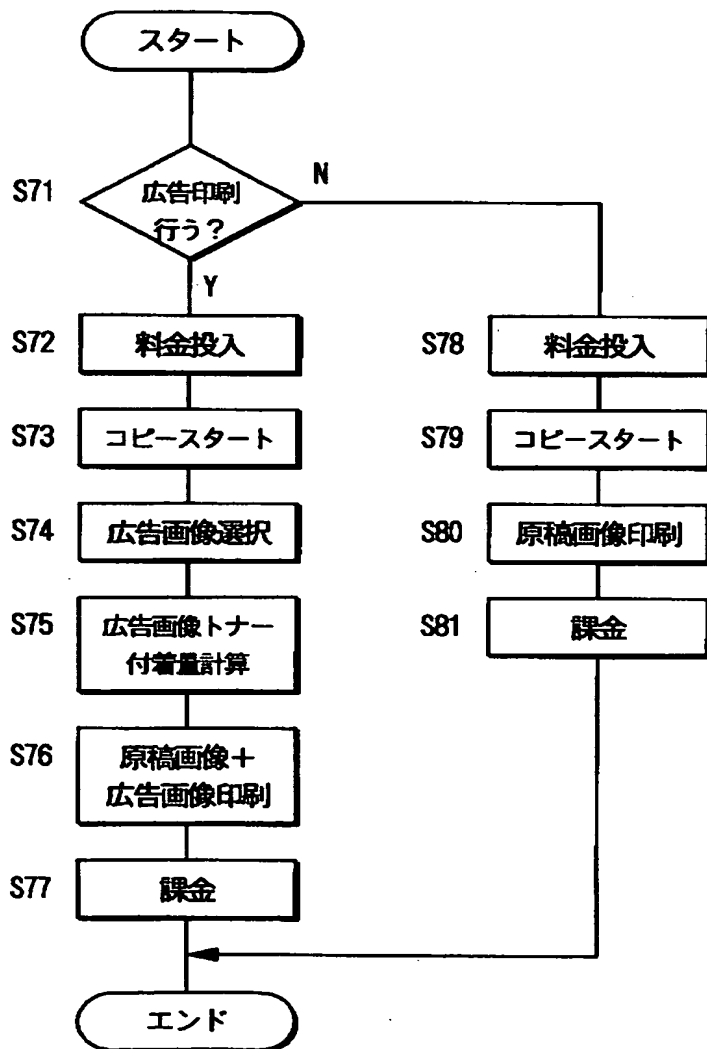 スタート
S71
広告印刷
行う?
N
Y
S72
料金投入
S73
コピースタート
S74
広告画像選択
S75
広告画像トナー
付着量計算
S76
原稿画像+
広告画像印刷
S77
課金
S78
料金投入
S79
コピースタート
S80
原稿画像印刷
S81
課金
エンド